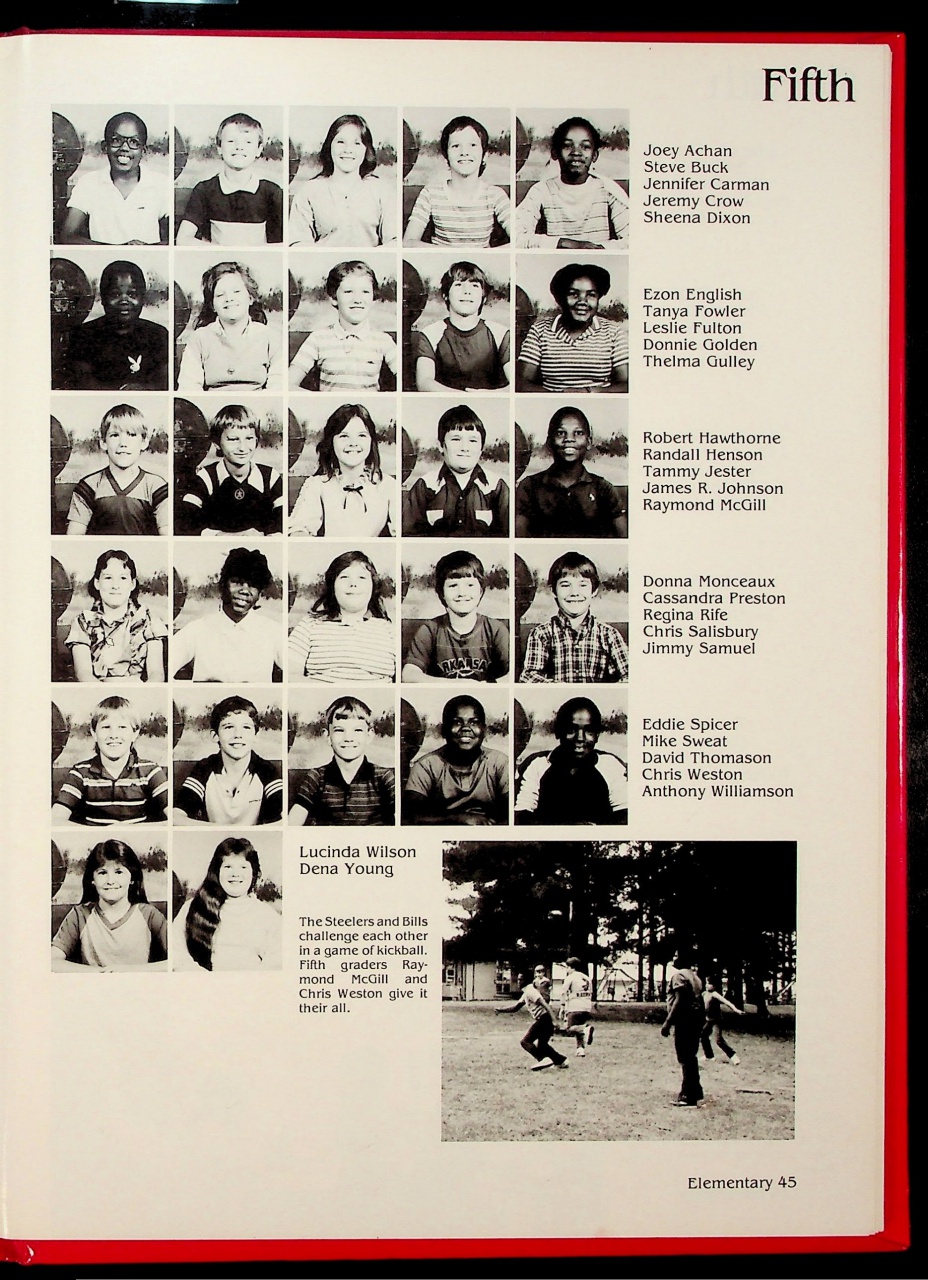 Fifth
Joey Achan
Steve Buck
Jennifer Carman
Jeremy Crow
Sheena Dixon
Ezon English
Tanya Fowler
Leslie Fulton
Donnie Golden
Thelma Gulley
Robert Hawthorne
Randall Henson
Tammy Jester
James R. Johnson
Raymond McGill
Donna Monceaux
Cassandra Preston
Regina Rife
Chris Salisbury
Jimmy Samuel
Eddie Spicer
Mike Sweat
David Thomason
Chris Weston
Anthony Williamson
Lucinda Wilson
Dena Young
The Steelers and Bills
challenge each other
in a game of kickball.
Fifth graders Ray-
mond McGill and
Chris Weston give it
their all.
Elementary 45